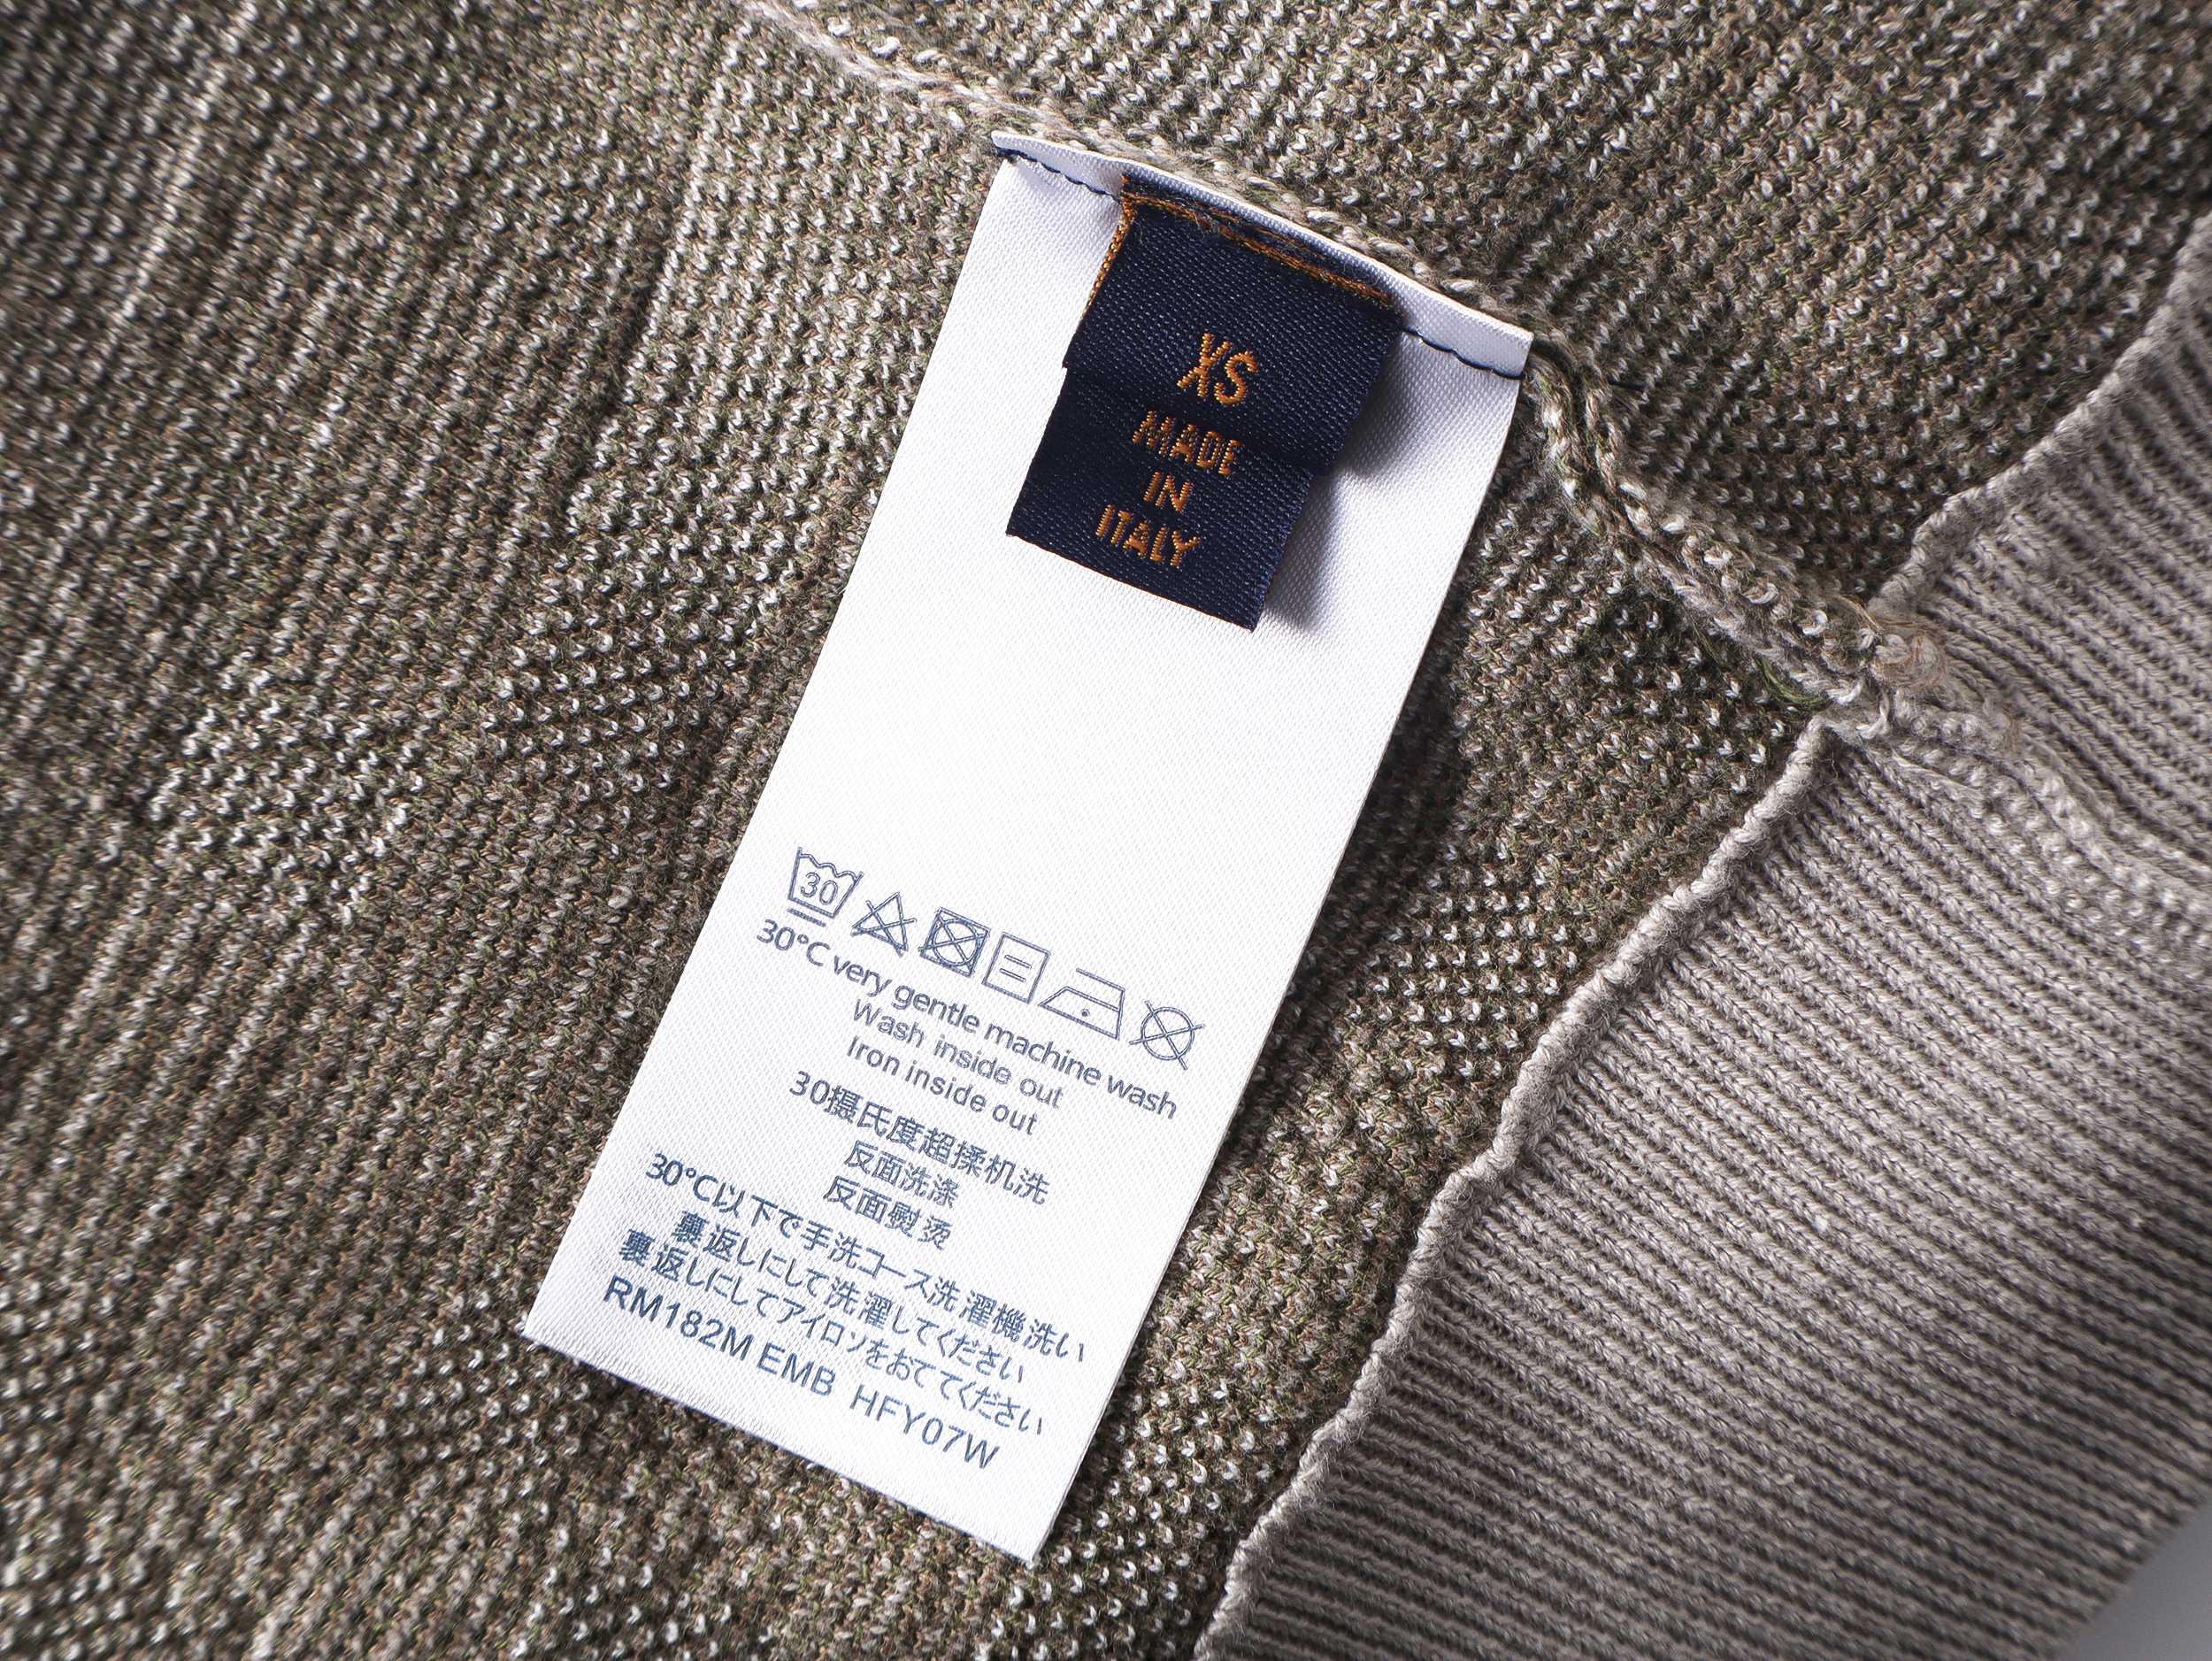 XS
MADE
IN
ITALY
30
30°C very gentle machine wash
Wash inside out
Iron inside out
30摄氏度超揉机洗
反面洗涤
反面熨烫
30°C以下で手洗コース洗濯機洗い
裏返しにして洗濯してください
裏返しにしてアイロソをおててください
RM182M EMB HFY07W